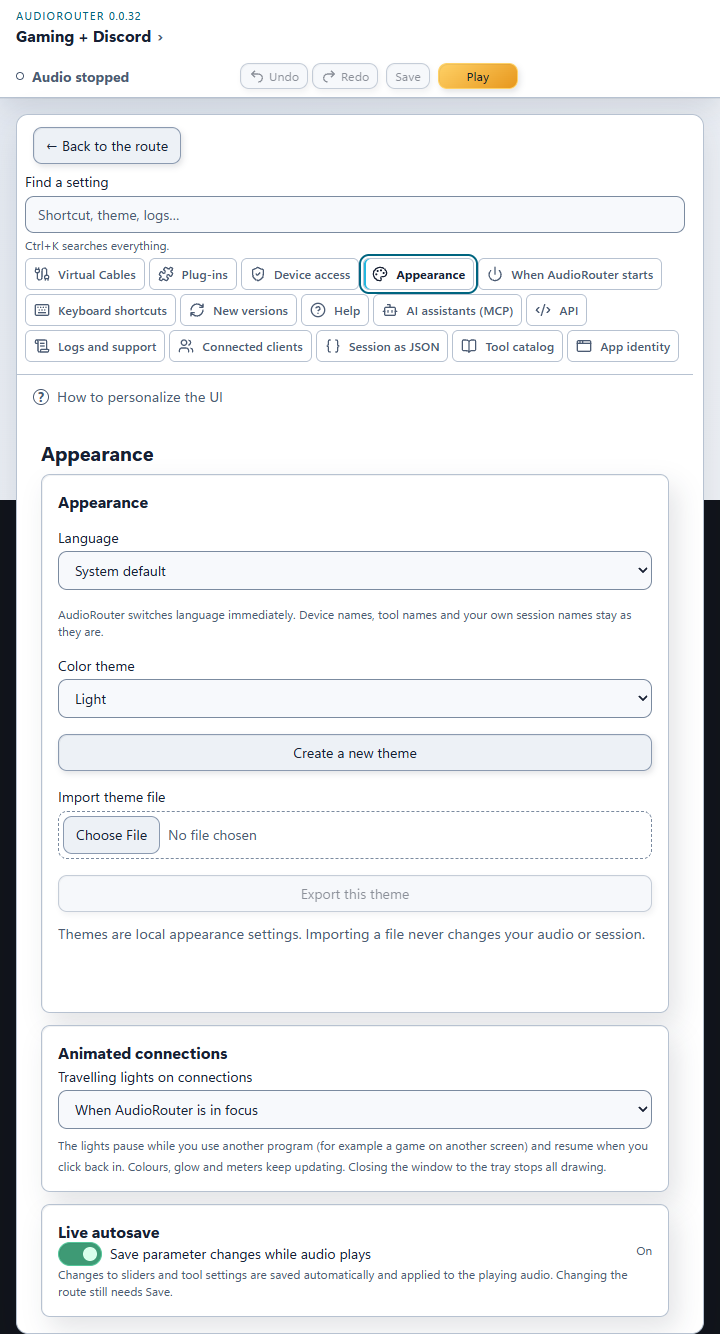 AUDIOROUTER 0.0.32
Gaming + Discord ›
Audio stopped
Undo
Redo
Save
Play
← Back to the route
Find a setting
Shortcut, theme, logs...
Ctrl+K searches everything.
Virtual Cables
Plug-ins
Device access
Appearance
When AudioRouter starts
Keyboard shortcuts
New versions
Help
AI assistants (MCP)
API
Logs and support
Connected clients
Session as JSON
Tool catalog
App identity
How to personalize the UI
Appearance
Appearance
Language
System default
AudioRouter switches language immediately. Device names, tool names and your own session names stay as
they are.
Color theme
Light
Create a new theme
Import theme file
Choose File
No file chosen
Export this theme
Themes are local appearance settings. Importing a file never changes your audio or session.
Animated connections
Travelling lights on connections
When AudioRouter is in focus
The lights pause while you use another program (for example a game on another screen) and resume when you
click back in. Colours, glow and meters keep updating. Closing the window to the tray stops all drawing.
Live autosave
Save parameter changes while audio plays
On
Changes to sliders and tool settings are saved automatically and applied to the playing audio. Changing the
route still needs Save.